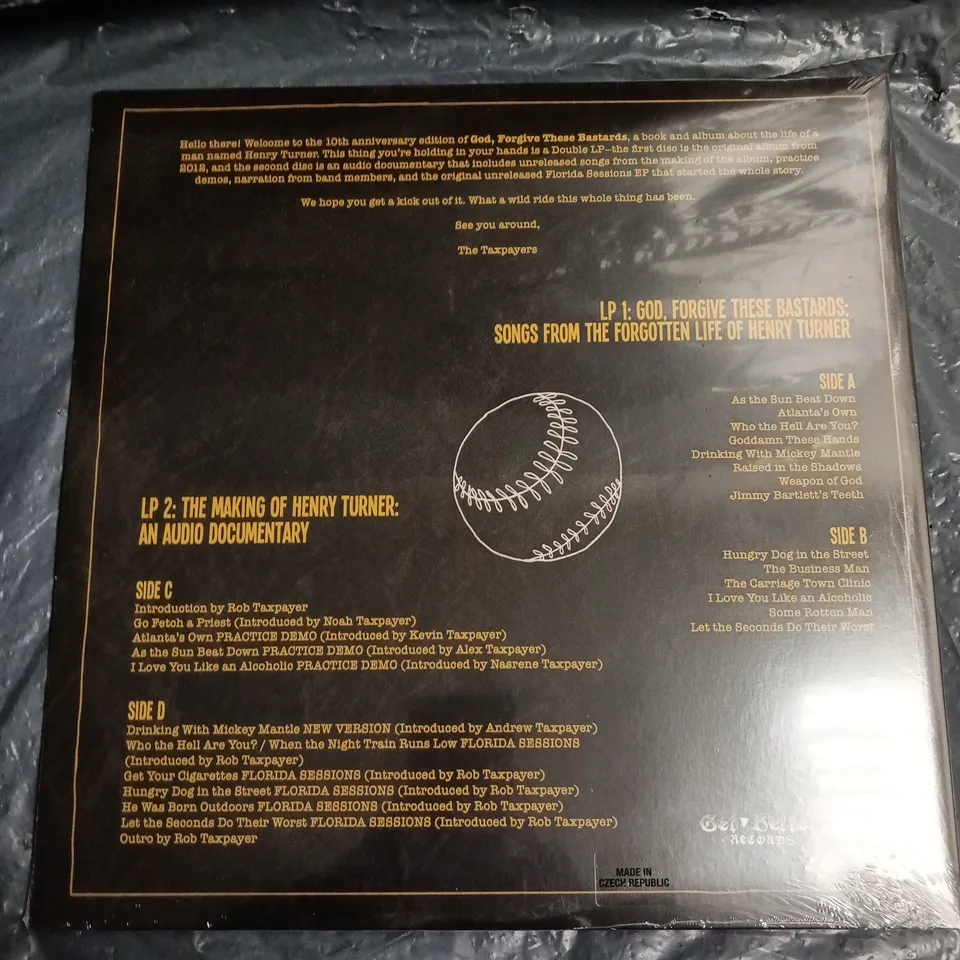 Hello there! Welcome to the 10th anniversary edition of God, Forgive These Bastards, a book and album about the life of a
man named Henry Turner. This thing you're holding in your hands is a Double LP—the first disc is the original album from
2012, and the second disc is an audio documentary that includes unreleased songs from the making of the album, practice
demos, narration from band members, and the original unreleased Florida Sessions EP that started the whole story.
We hope you get a kick out of it. What a wild ride this whole thing has been.
See you around,
The Taxpayers
LP 1: GOD, FORGIVE THESE BASTARDS:
SONGS FROM THE FORGOTTEN LIFE OF HENRY TURNER
SIDE A
As the Sun Beat Down
Atlanta's Own
Who the Hell Are You?
Goddamn These Hands
Drinking With Mickey Mantle
Raised in the Shadows
Weapon of God
Jimmy Bartlett's Teeth
SIDE B
Hungry Dog in the Street
The Business Man
The Carriage Town Clinic
I Love You Like an Alcoholic
Some Rotten Man
Let the Seconds Do Their Worst
LP 2: THE MAKING OF HENRY TURNER:
AN AUDIO DOCUMENTARY
SIDE C
Introduction by Rob Taxpayer
Go Fetch a Priest (Introduced by Noah Taxpayer)
Atlanta's Own PRACTICE DEMO (Introduced by Kevin Taxpayer)
As the Sun Beat Down PRACTICE DEMO (Introduced by Alex Taxpayer)
I Love You Like an Alcoholic PRACTICE DEMO (Introduced by Nasrene Taxpayer)
SIDE D
Drinking With Mickey Mantle NEW VERSION (Introduced by Andrew Taxpayer)
Who the Hell Are You? / When the Night Train Runs Low FLORIDA SESSIONS
(Introduced by Rob Taxpayer)
Get Your Cigarettes FLORIDA SESSIONS (Introduced by Rob Taxpayer)
Hungry Dog in the Street FLORIDA SESSIONS (Introduced by Rob Taxpayer)
He Was Born Outdoors FLORIDA SESSIONS (Introduced by Rob Taxpayer)
Let the Seconds Do Their Worst FLORIDA SESSIONS (Introduced by Rob Taxpayer)
Outro by Rob Taxpayer
Get
RECORDS
MADE IN
CZECH REPUBLIC